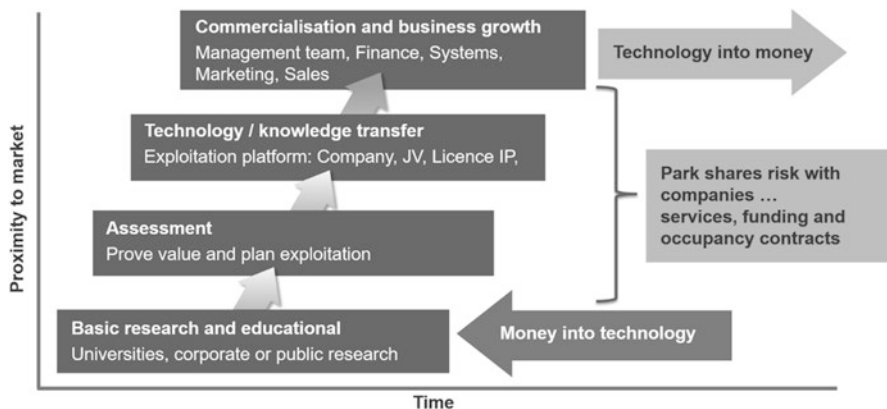 Commercialisation and business growth
Management team, Finance, Systems,
Marketing, Sales
Technology into money
Technology / knowledge transfer
Exploitation platform: Company, JV, Licence IP,
Park shares risk with
companies …
services, funding and
occupancy contracts
Assessment
Prove value and plan exploitation
Basic research and educational
Universities, corporate or public research
Money into technology
Proximity to market
Time